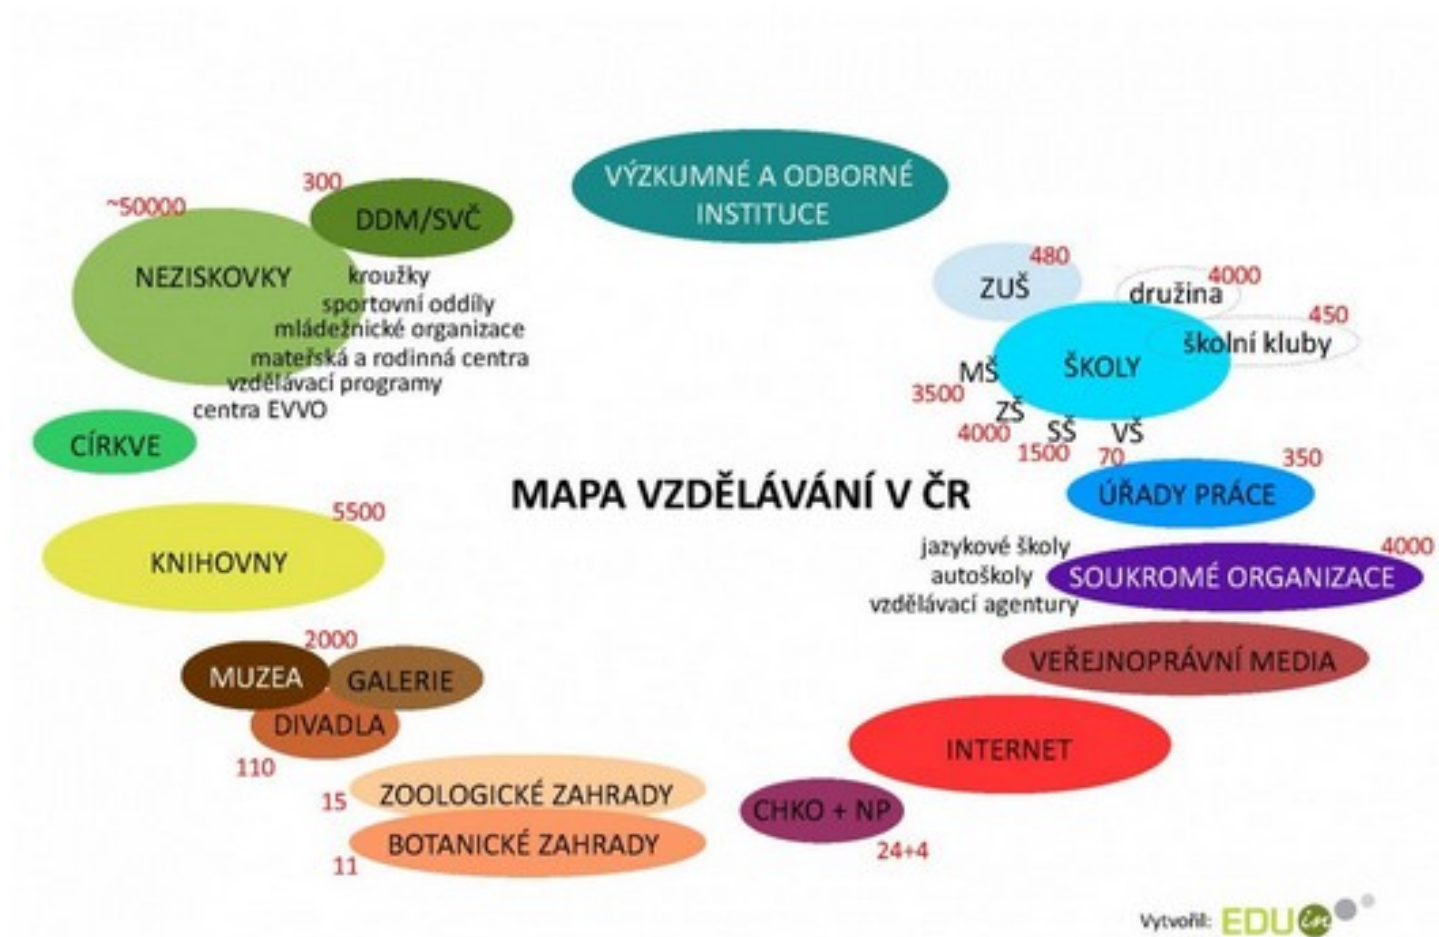 VÝZKUMNÉ A ODBORNÉ
INSTITUCE
300
~50000
DDM/SVČ
NEZISKOVKY
kroužky
sportovní oddíly
mládežnické organizace
mateřská a rodinná centra
vzdělávací programy
centra EVVO
480
ZUŠ
4000
družina
450
školní kluby
ŠKOLY
MŠ
3500
ZŠ
4000
SŠ
1500
VŠ
70
CÍRKVE
350
ÚŘADY PRÁCE
MAPA VZDĚLÁVÁNÍ V ČR
5500
KNIHOVNY
jazykové školy
autoškoly
vzdělávací agentury
4000
SOUKROMÉ ORGANIZACE
2000
MUZEA
GALERIE
DIVADLA
110
VEŘEJNOPRÁVNÍ MEDIA
INTERNET
15
ZOOLOGICKÉ ZAHRADY
11
BOTANICKÉ ZAHRADY
CHKO + NP
24+4
Vytvořil: EDUin